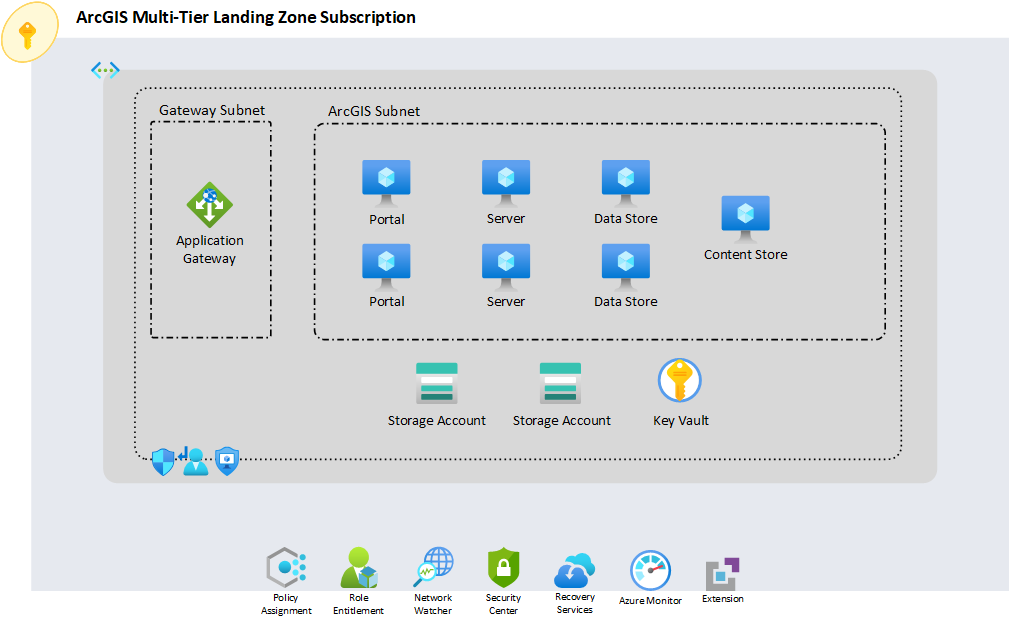 ArcGIS Multi-Tier Landing Zone Subscription
Gateway Subnet
ArcGIS Subnet
Portal
Server
Data Store
Application
Gateway
Content Store
Portal
Server
Data Store
Storage Account
Storage Account
Key Vault
Policy
Assignment
Role
Entitlement
Network
Watcher
Security
Center
Recovery
Services
Azure Monitor
Extension